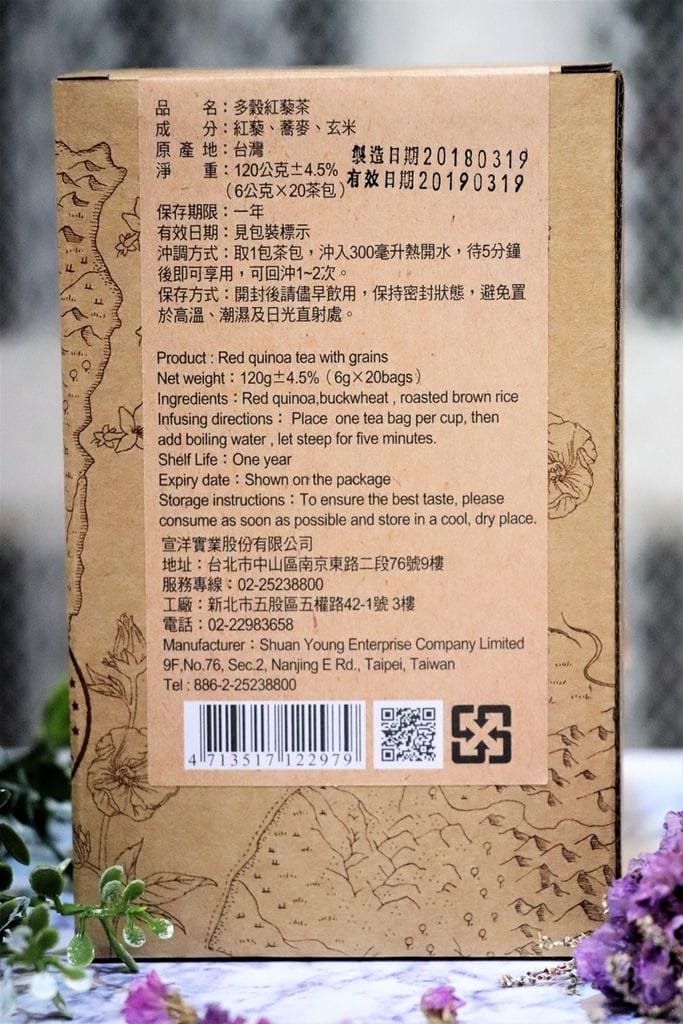 品　　名：多穀紅藜茶
成　　分：紅藜、蕎麥、玄米
原 產 地：台灣
淨　　重：120公克±4.5%
（6公克×20茶包）
製造日期20180319
有效日期20190319
保存期限：一年
有效日期：見包裝標示
沖調方式：取1包茶包，沖入300毫升熱開水，待5分鐘
後即可享用，可回沖1~2次。
保存方式：開封後請儘早飲用，保持密封狀態，避免置
於高溫、潮濕及日光直射處。
Product : Red quinoa tea with grains
Net weight：120g±4.5%（6g×20bags）
Ingredients：Red quinoa,buckwheat , roasted brown rice
Infusing directions： Place one tea bag per cup, then
add boiling water , let steep for five minutes.
Shelf Life：One year
Expiry date：Shown on the package
Storage instructions：To ensure the best taste, please
consume as soon as possible and store in a cool, dry place.
宣洋實業股份有限公司
地址：台北市中山區南京東路二段76號9樓
服務專線：02-25238800
工廠：新北市五股區五權路42-1號 3樓
電話：02-22983658
Manufacturer：Shuan Young Enterprise Company Limited
9F,No.76, Sec.2, Nanjing E Rd., Taipei, Taiwan
Tel : 886-2-25238800
4 713517 122979